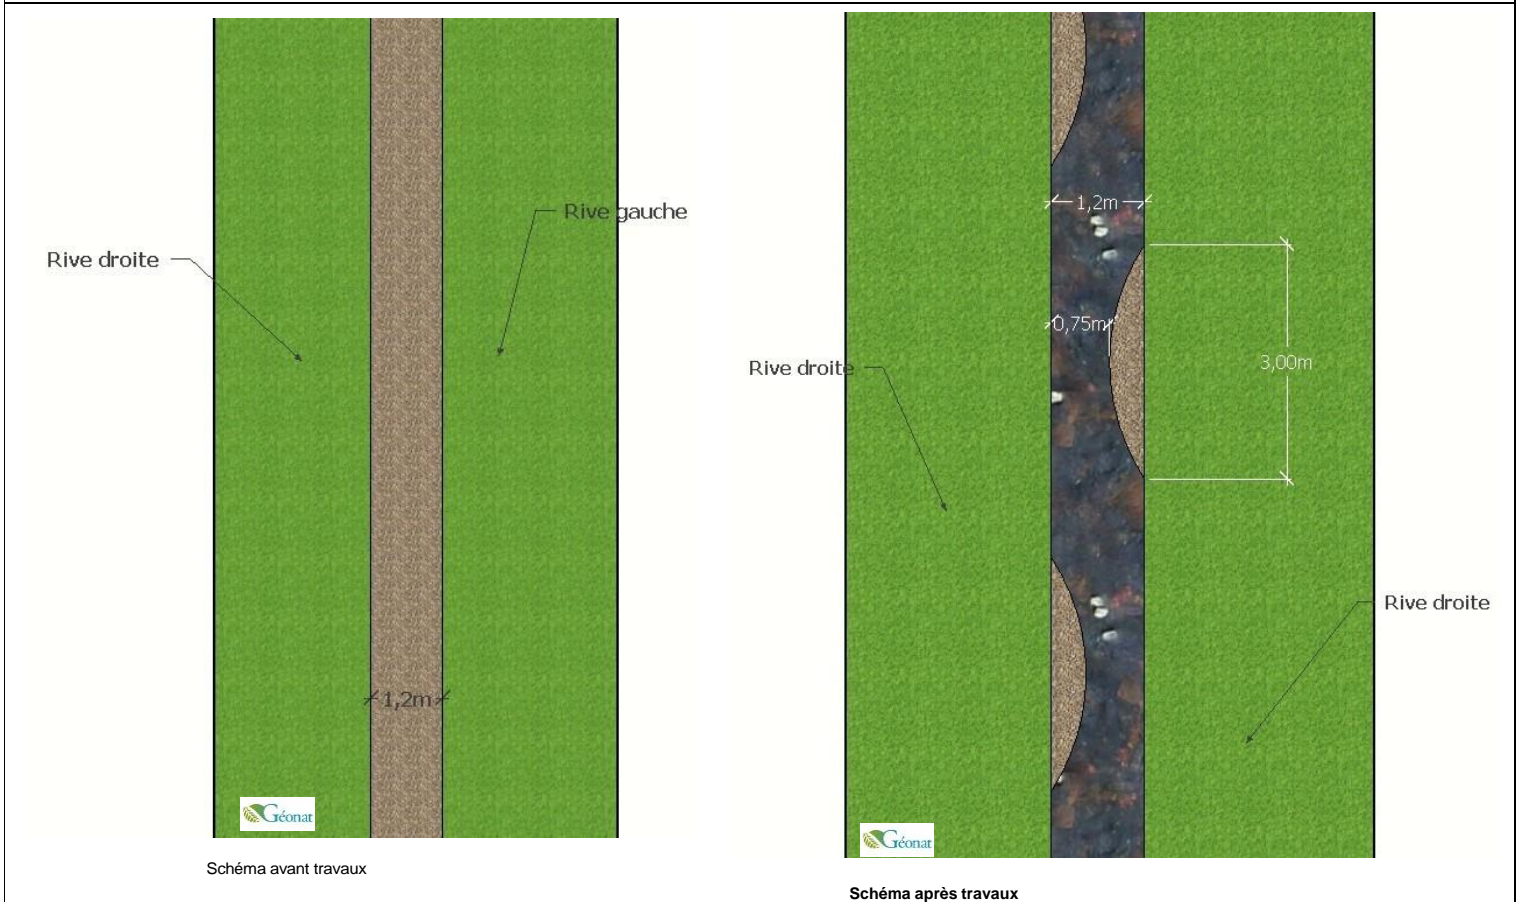 Rive gauche
Rive droite
1,2m
Géonat
Schéma avant travaux
1,2m
0,75m
3,00m
Rive droite
Rive droite
Géonat
Schéma après travaux